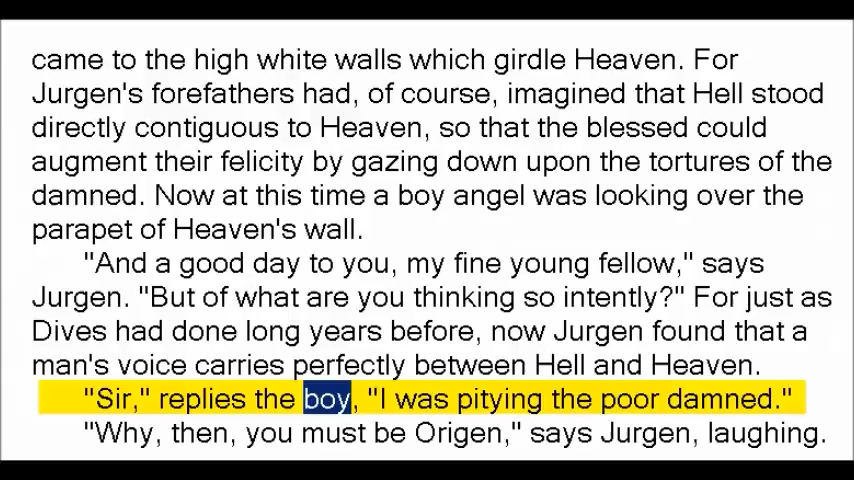 came to the high white walls which girdle Heaven. For
Jurgen's forefathers had, of course, imagined that Hell stood
directly contiguous to Heaven, so that the blessed could
augment their felicity by gazing down upon the tortures of the
damned. Now at this time a boy angel was looking over the
parapet of Heaven's wall.
"And a good day to you, my fine young fellow," says
Jurgen. "But of what are you thinking so intently?" For just as
Dives had done long years before, now Jurgen found that a
man's voice carries perfectly between Hell and Heaven.
"Sir," replies the boy, "I was pitying the poor damned."
"Why, then, you must be Origen," says Jurgen, laughing.